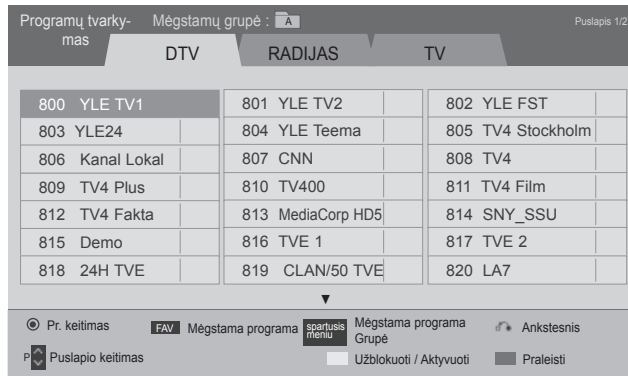 Programų tvarky-
mas
Mėgstamų grupė : A
Puslapis 1/2
DTV
RADIJAS
TV
800 YLE TV1
801 YLE TV2
802 YLE FST
803 YLE24
804 YLE Teema
805 TV4 Stockholm
806 Kanal Lokal
807 CNN
808 TV4
809 TV4 Plus
810 TV400
811 TV4 Film
812 TV4 Fakta
813 MediaCorp HD5
814 SNY_SSU
815 Demo
816 TVE 1
817 TVE 2
818 24H TVE
819 CLAN/50 TVE
820 LA7
Pr. keitimas
FAV Mėgstama programa
spartusis
meniu
Mėgstama programa
Grupė
Ankstesnis
P Puslapio keitimas
Užblokuoti / Aktyvuoti
Praleisti